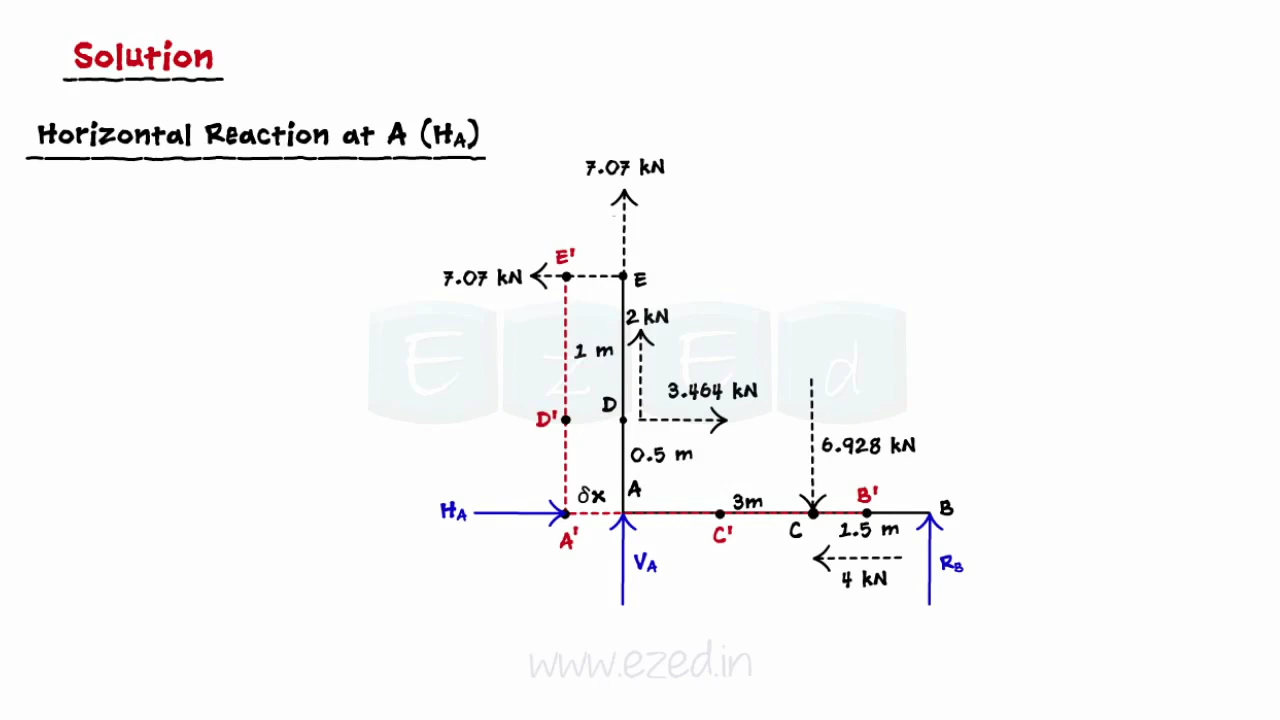 Solution
Horizontal Reaction at A (HA)
7.07 kN
E'
7.07 kN
E
2 kN
1 m
3.464 kN
D
D'
0.5 m
6.928 kN
δx
A
3m
B'
HA
B
A'
C'
C
1.5 m
VA
4 kN
RB
E z E d
www.ezed.in